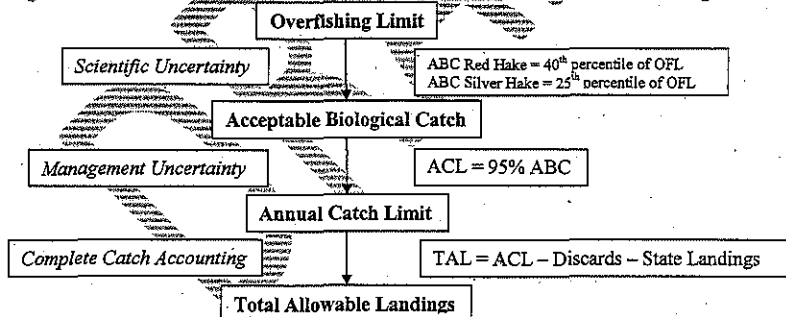 Overfishing Limit
Scientific Uncertainty
ABC Red Hake = 40th percentile of OFL
ABC Silver Hake = 25th percentile of OFL
Acceptable Biological Catch
Management Uncertainty
ACL = 95% ABC
Annual Catch Limit
Complete Catch Accounting
TAL = ACL – Discards – State Landings
Total Allowable Landings